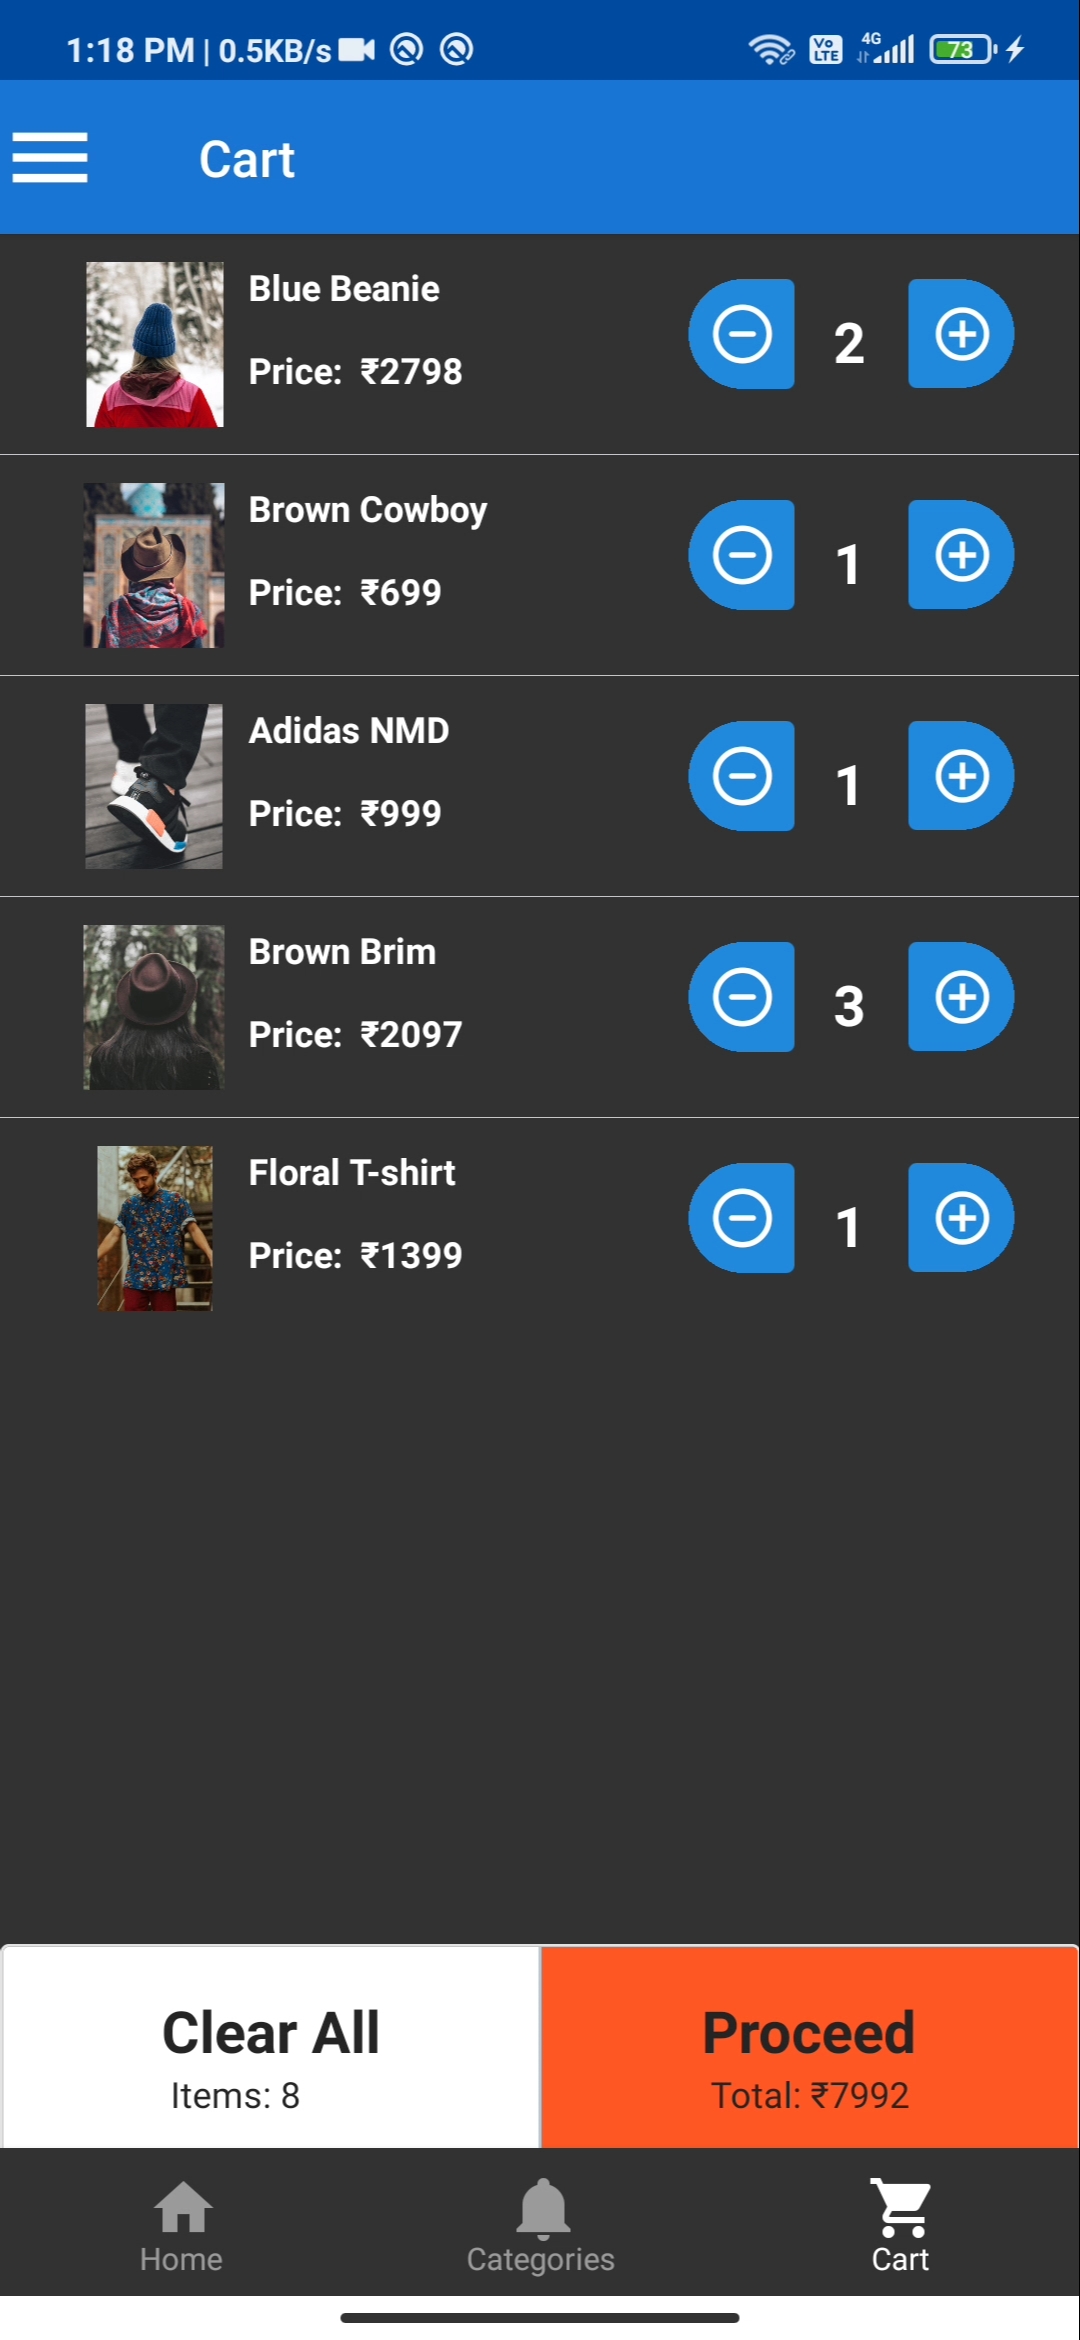 1:18 PM | 0.5KB/s Vo LTE 4G 73
Cart
Blue Beanie
Price: ₹2798
2
Brown Cowboy
Price: ₹699
1
Adidas NMD
Price: ₹999
1
Brown Brim
Price: ₹2097
3
Floral T-shirt
Price: ₹1399
1
Clear All
Items: 8
Proceed
Total: ₹7992
Home
Categories
Cart